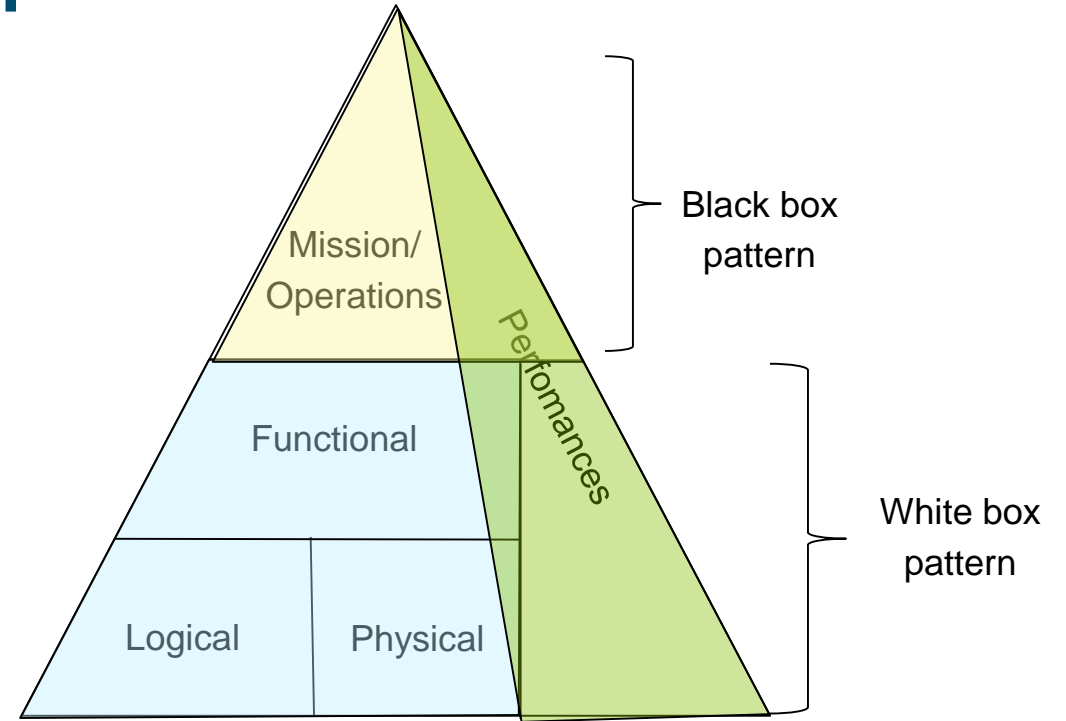 Black box
pattern
Mission/
Operations
Perfomances
Functional
White box
pattern
Logical
Physical